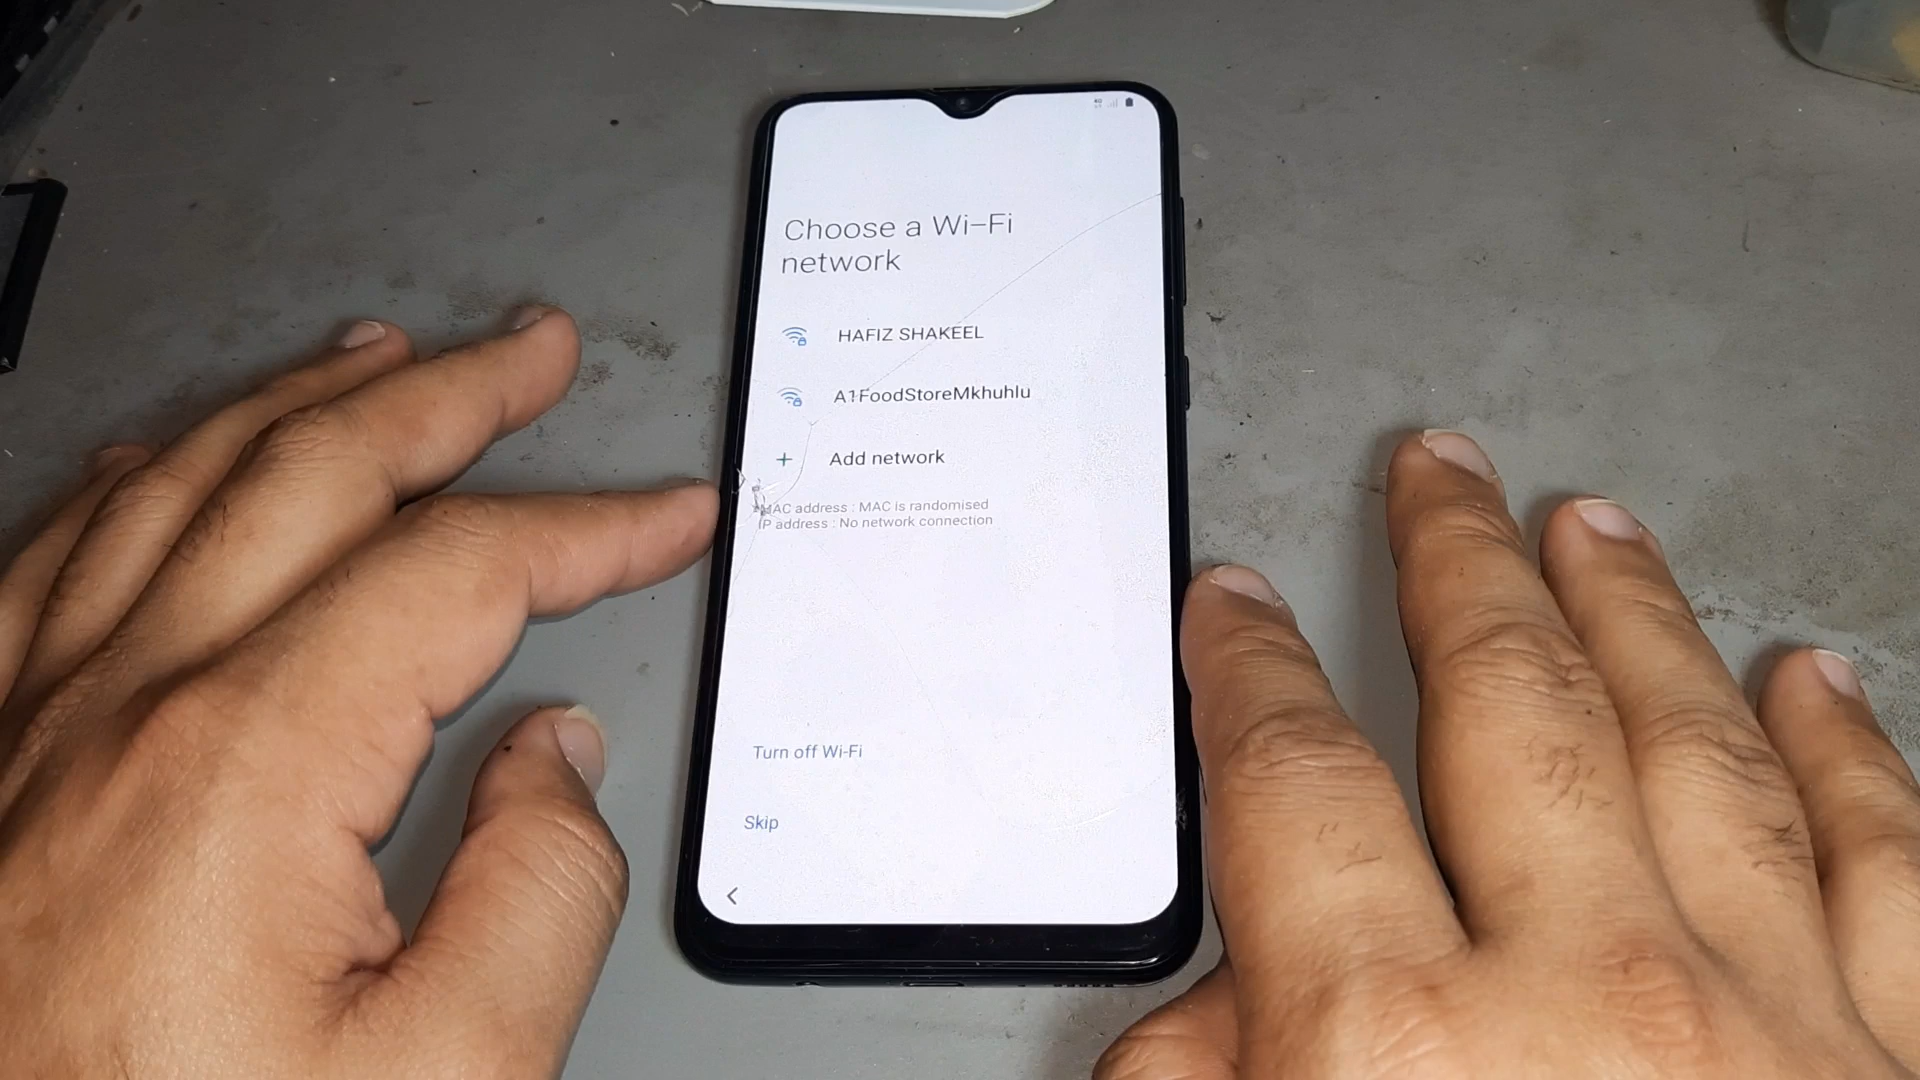 Choose a Wi-Fi
network
HAFIZ SHAKEEL
A1FoodStoreMkhuhlu
+ Add network
MAC address : MAC is randomised
IP address : No network connection
Turn off Wi-Fi
Skip